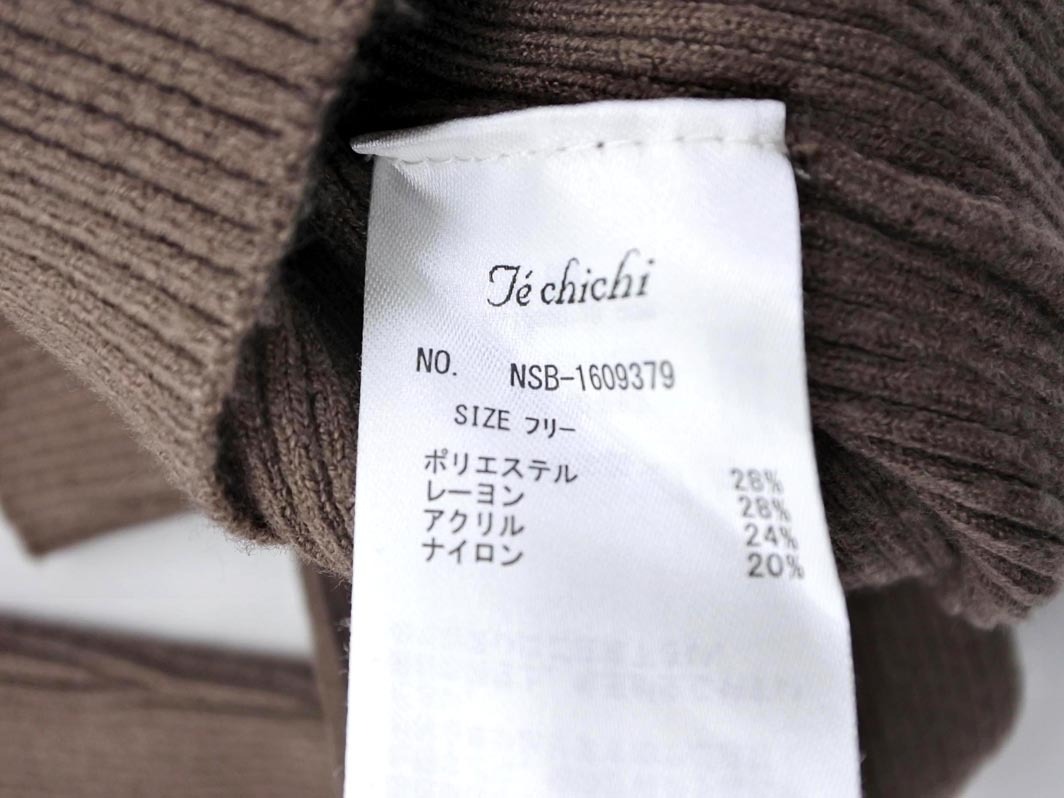 Té chichi
NO. NSB-1609379
SIZE フリー
ポリエステル 28%
レーヨン 28%
アクリル 24%
ナイロン 20%